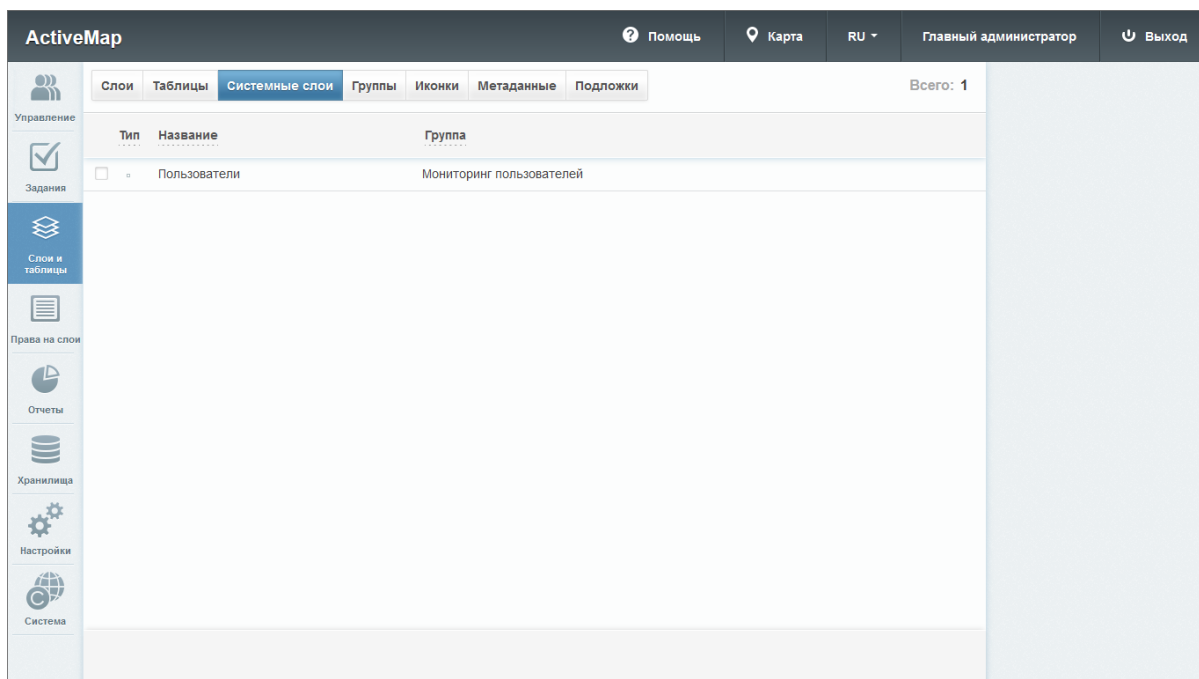 ActiveMap
Помощь
Карта
RU
Главный администратор
Выход
Слои
Таблицы
Системные слои
Группы
Иконки
Метаданные
Подложки
Всего: 1
Управление
Задания
Слои и
таблицы
Права на слои
Отчеты
Хранилища
Настройки
Система
Тип
Название
Группа
Пользователи
Мониторинг пользователей